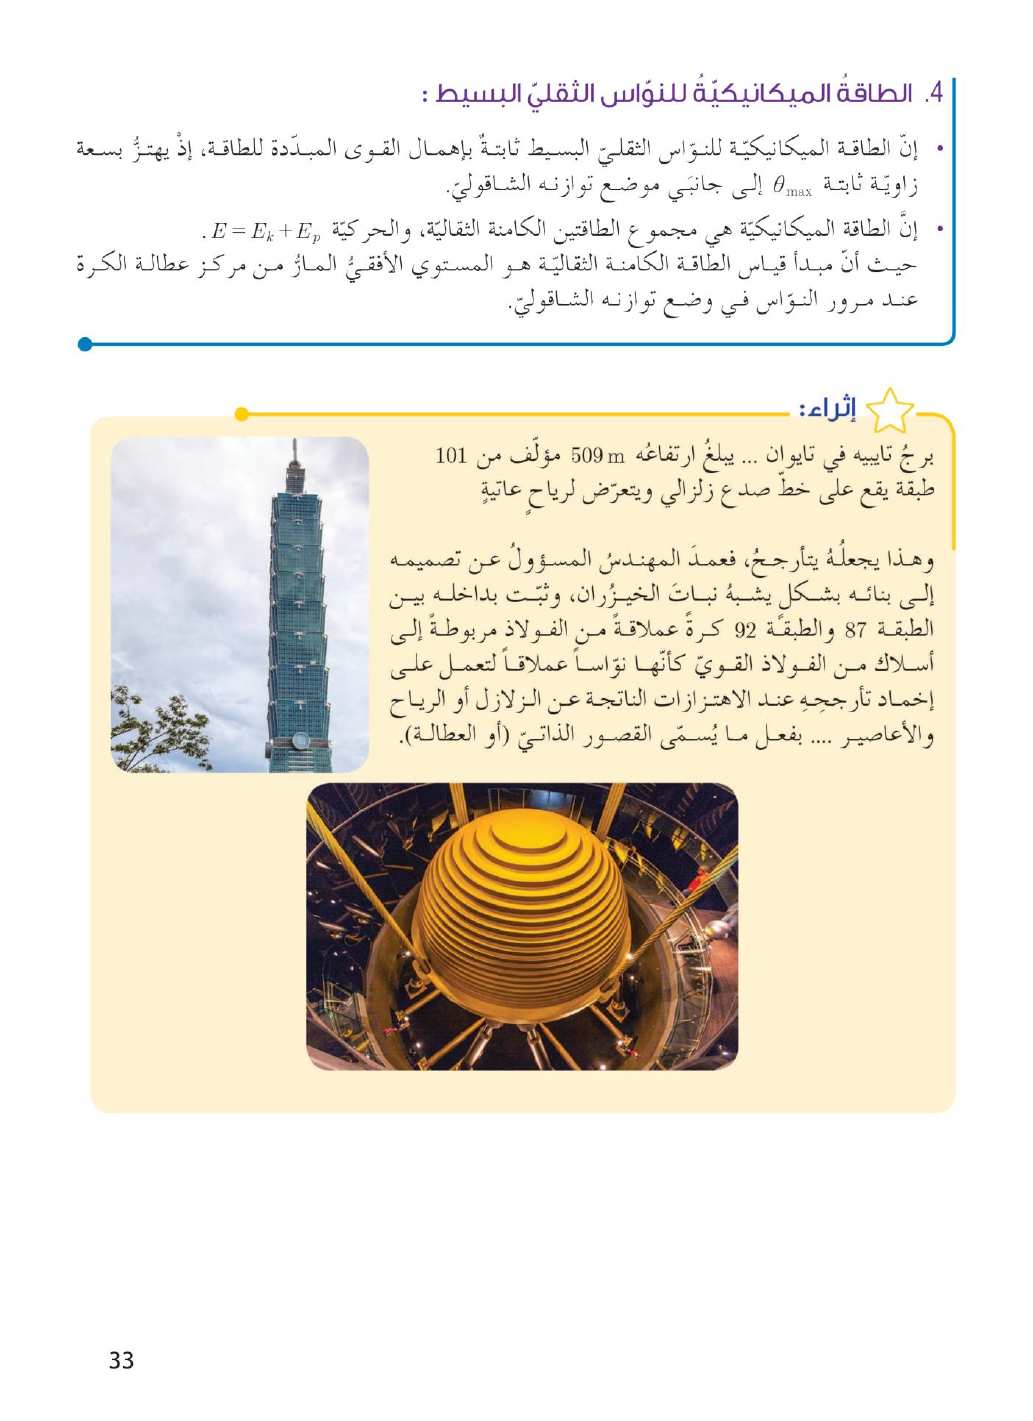 4. الطاقةُ الميكانيكيّةُ للنوّاس الثقليّ البسيط :
• إنّ الطاقة الميكانيكيّة للنوّاس الثقليّ البسيط ثابتةٌ بإهمال القوى المبدّدة للطاقة، إذْ يهتزُّ بسعة
زاويّة ثابتة θmax إلى جانبَي موضع توازنه الشاقوليّ.
• إنَّ الطاقة الميكانيكيّة هي مجموع الطاقتين الكامنة الثقاليّة، والحركيّة E = Ek + Ep .
حيث أنّ مبدأ قياس الطاقة الكامنة الثقاليّة هو المستوي الأفقيُّ المارُّ من مركز عطالة الكرة
عند مرور النوّاس في وضع توازنه الشاقوليّ.
إثراء:
برجُ تايبيه في تايوان ... يبلغُ ارتفاعُه 509 m مؤلّف من 101
طبقة يقع على خطّ صدع زلزالي ويتعرّض لرياحٍ عاتيةٍ
وهذا يجعلُهُ يتأرجحُ، فعمدَ المهندسُ المسؤولُ عن تصميمه
إلى بنائه بشكلٍ يشبهُ نباتَ الخيزُران، وثبّت بداخله بين
الطبقة 87 والطبقة 92 كرةً عملاقةً من الفولاذ مربوطةً إلى
أسلاك من الفولاذ القويّ كأنّها نوّاساً عملاقاً لتعمل على
إخماد تأرجحِهِ عند الاهتزازات الناتجة عن الزلازل أو الرياح
والأعاصير .... بفعل ما يُسمّى القصور الذاتيّ (أو العطالة).
33